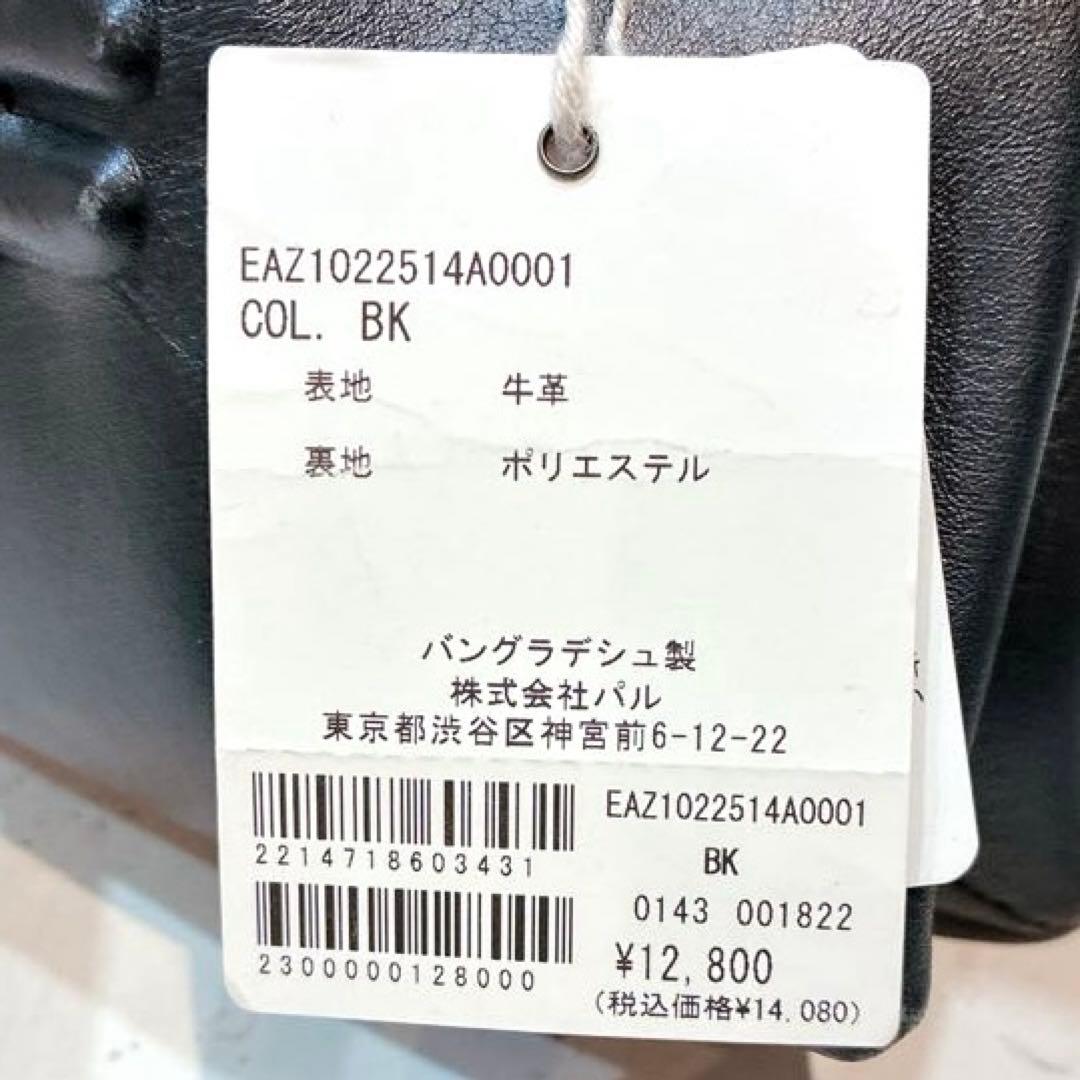 EAZ1022514A0001
COL. BK
表地 牛革
裏地 ポリエステル
バングラデシュ製
株式会社パル
東京都渋谷区神宮前6-12-22
2214718603431
2300000128000
EAZ1022514A0001
BK
0143 001822
¥12,800
(税込価格¥14.080)